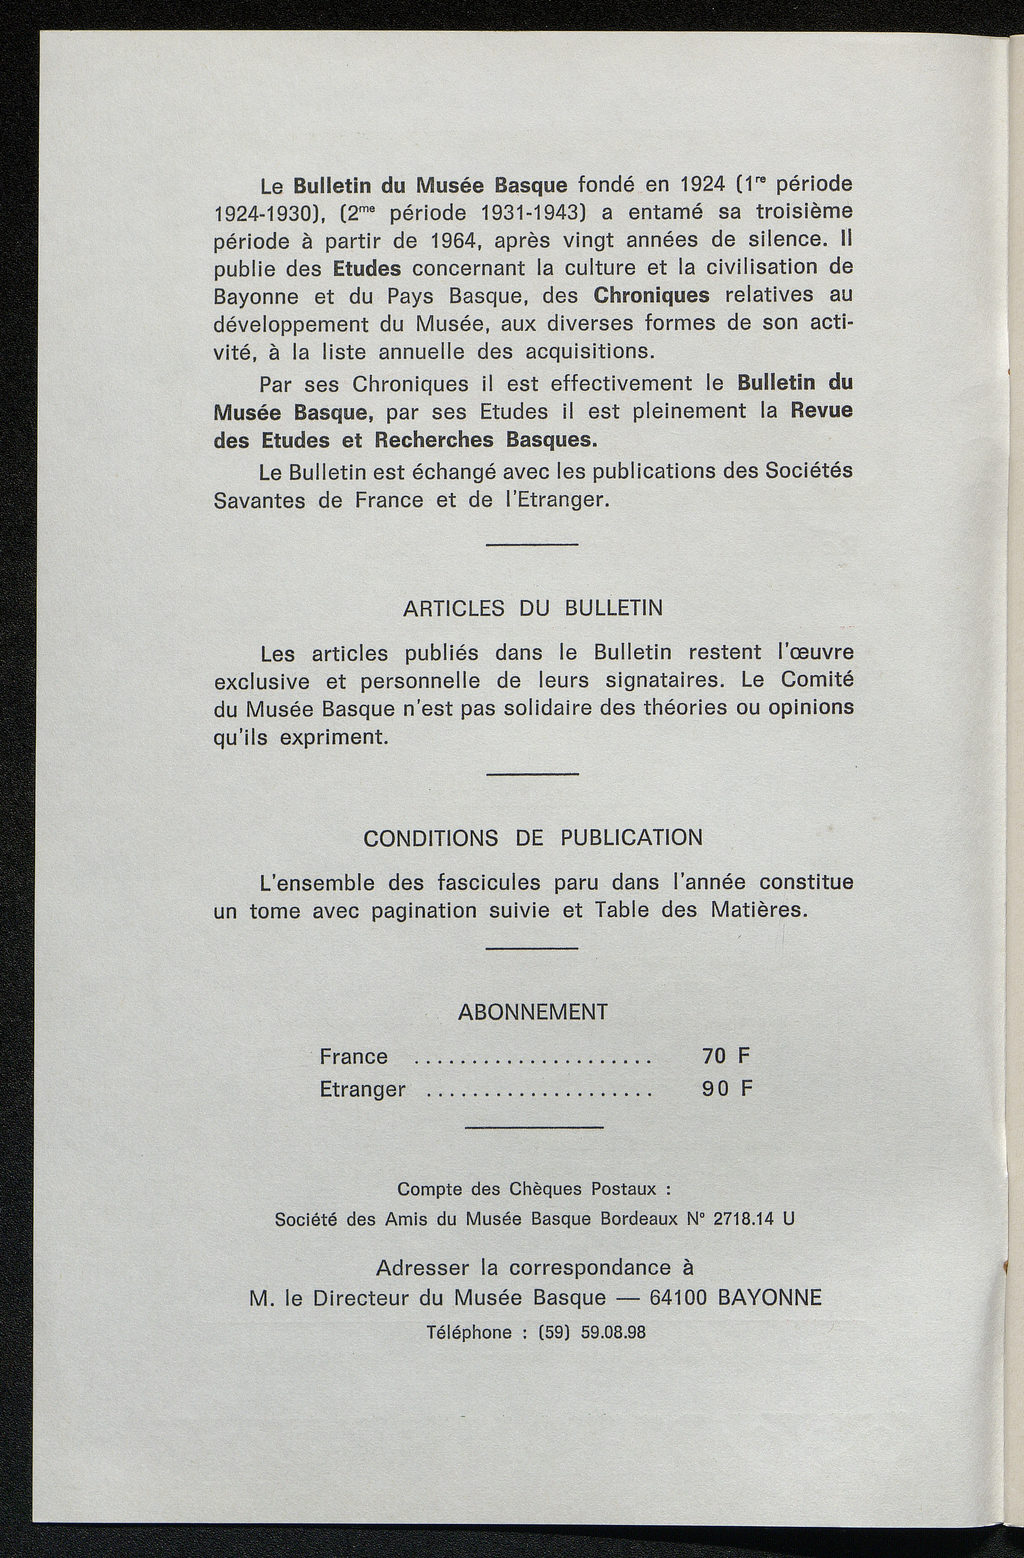 Le Bulletin du Musée Basque fondé en 1924 (1re période
1924-1930), (2me période 1931-1943) a entamé sa troisième
période à partir de 1964, après vingt années de silence. Il
publie des Etudes concernant la culture et la civilisation de
Bayonne et du Pays Basque, des Chroniques relatives au
développement du Musée, aux diverses formes de son acti-
vité, à la liste annuelle des acquisitions.
Par ses Chroniques il est effectivement le Bulletin du
Musée Basque, par ses Etudes il est pleinement la Revue
des Etudes et Recherches Basques.
Le Bulletin est échangé avec les publications des Sociétés
Savantes de France et de l'Etranger.
ARTICLES DU BULLETIN
Les articles publiés dans le Bulletin restent l'œuvre
exclusive et personnelle de leurs signataires. Le Comité
du Musée Basque n'est pas solidaire des théories ou opinions
qu'ils expriment.
CONDITIONS DE PUBLICATION
L'ensemble des fascicules paru dans l'année constitue
un tome avec pagination suivie et Table des Matières.
ABONNEMENT
France ..................... 70 F
Etranger .................... 90 F
Compte des Chèques Postaux :
Société des Amis du Musée Basque Bordeaux N° 2718.14 U
Adresser la correspondance à
M. le Directeur du Musée Basque — 64100 BAYONNE
Téléphone : (59) 59.08.98